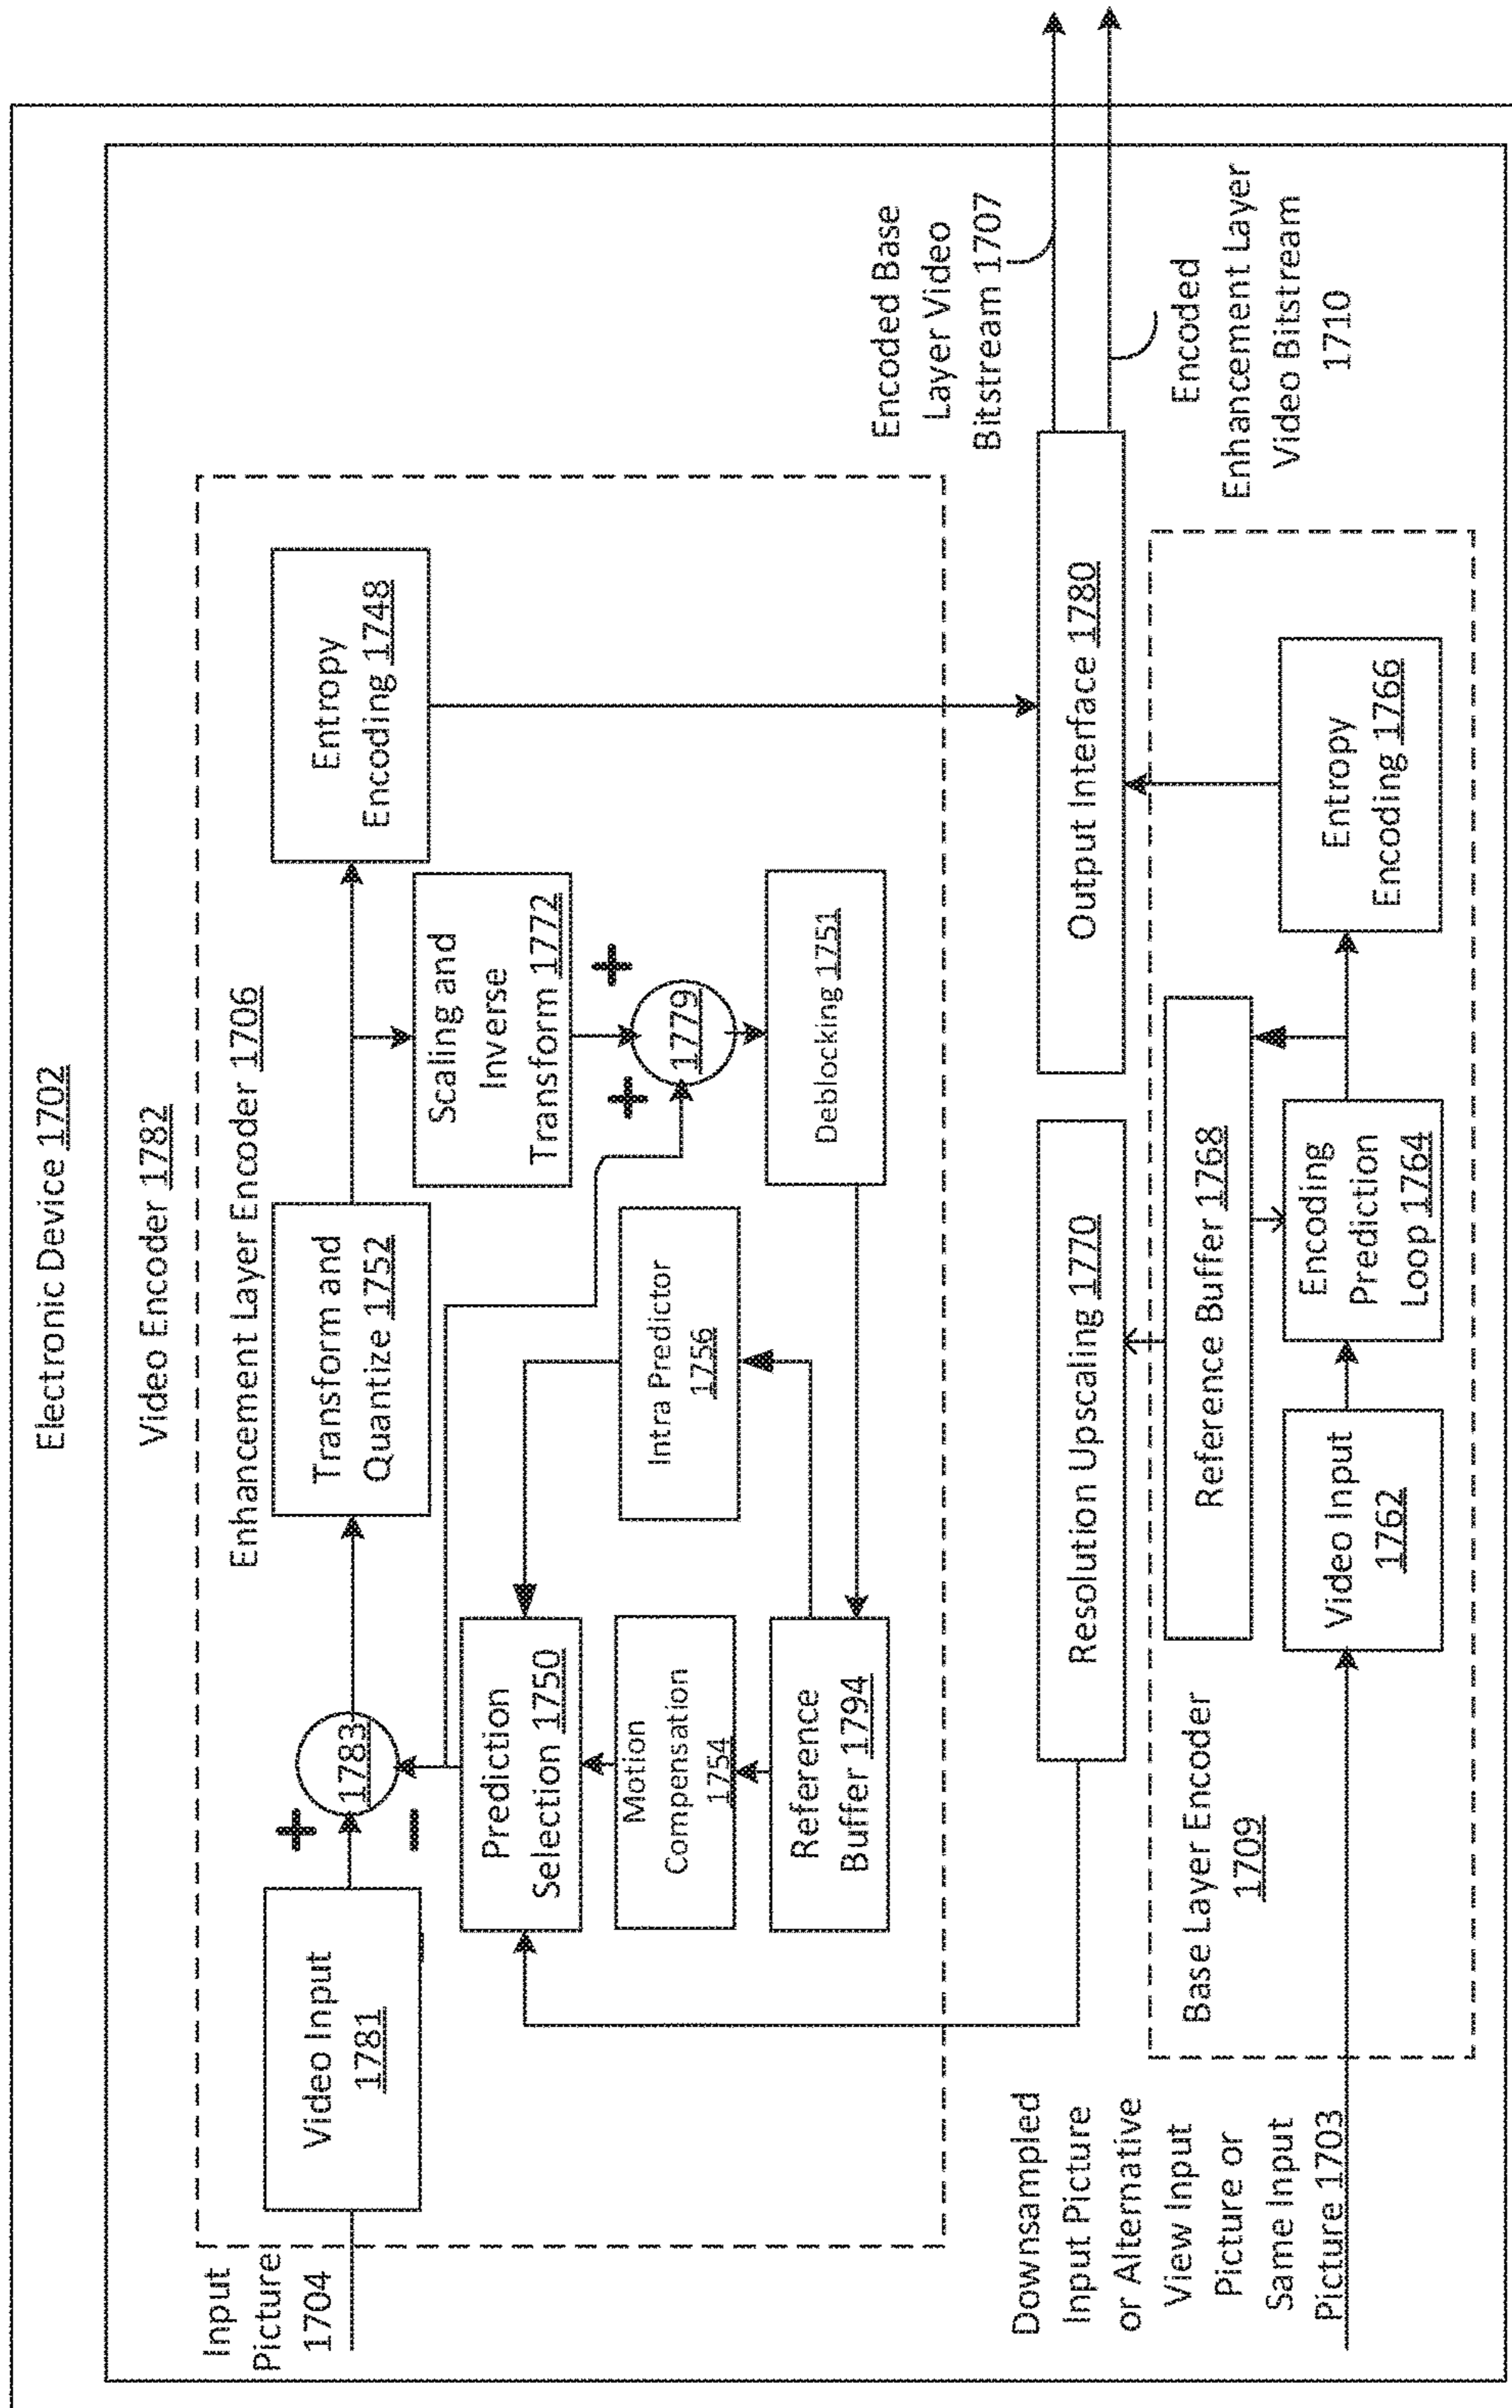 Electronic Device 1702
Video Encoder 1782
Enhancement Layer Encoder 1706
Input
Picture
1704
Video Input
1781
+
−
1783
Transform and
Quantize 1752
Entropy
Encoding 1748
Scaling and
Inverse
Transform 1772
+
+
1779
Deblocking 1751
Prediction
Selection 1750
Motion
Compensation
1754
Reference
Buffer 1794
Intra Predictor
1756
Encoded Base
Layer Video
Bitstream 1707
Resolution Upscaling 1770
Output Interface 1780
Encoded
Enhancement Layer
Video Bitstream
1710
Downsampled
Input Picture
or Alternative
View Input
Picture or
Same Input
Picture 1703
Base Layer Encoder
1709
Reference Buffer 1768
Video Input
1762
Encoding
Prediction
Loop 1764
Entropy
Encoding 1766